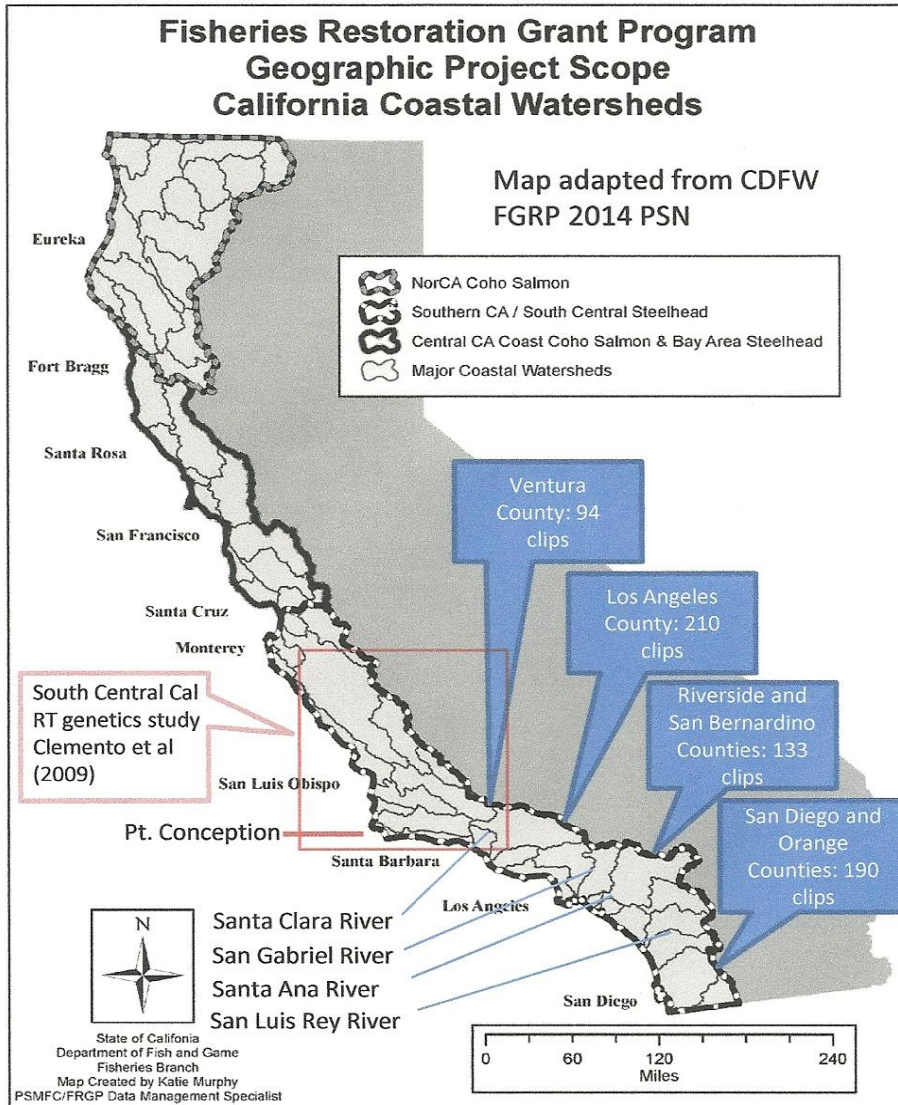 Fisheries Restoration Grant Program
Geographic Project Scope
California Coastal Watersheds
Map adapted from CDFW
FGRP 2014 PSN
NorCA Coho Salmon
Southern CA / South Central Steelhead
Central CA Coast Coho Salmon & Bay Area Steelhead
Major Coastal Watersheds
Eureka
Fort Bragg
Santa Rosa
San Francisco
Santa Cruz
Monterey
San Luis Obispo
Santa Barbara
Los Angeles
San Diego
Ventura
County: 94
clips
Los Angeles
County: 210
clips
Riverside and
San Bernardino
Counties: 133
clips
San Diego and
Orange
Counties: 190
clips
South Central Cal
RT genetics study
Clemento et al
(2009)
Pt. Conception
Santa Clara River
San Gabriel River
Santa Ana River
San Luis Rey River
N
State of Califonia
Department of Fish and Game
Fisheries Branch
Map Created by Katie Murphy
PSMFC/FRGP Data Management Specialist
0 60 120 240
Miles